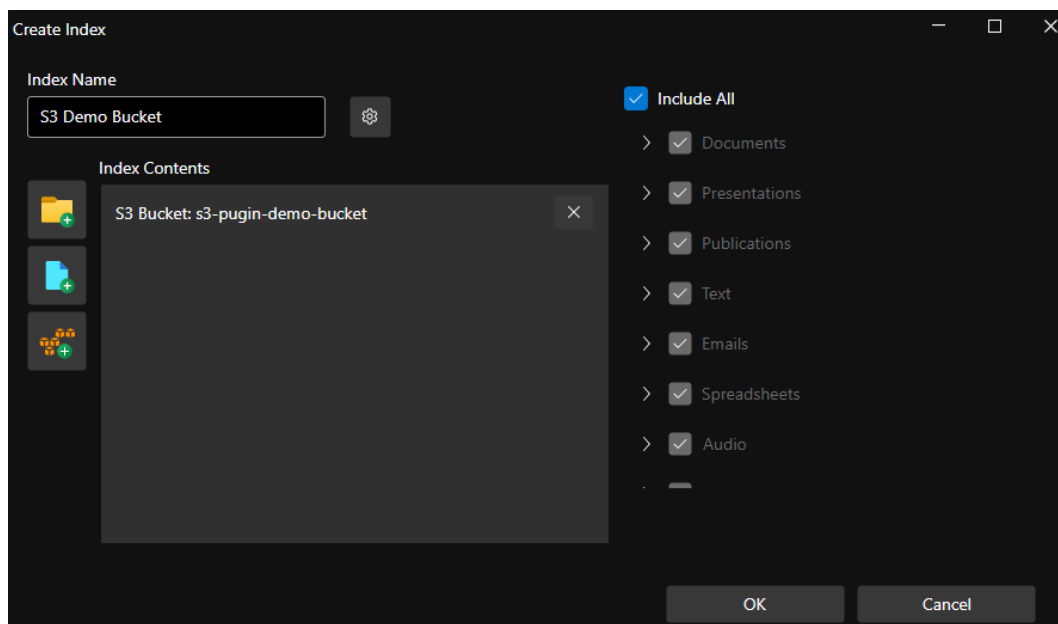 Create Index
Index Name
S3 Demo Bucket
Index Contents
S3 Bucket: s3-pugin-demo-bucket
Include All
Documents
Presentations
Publications
Text
Emails
Spreadsheets
Audio
OK
Cancel